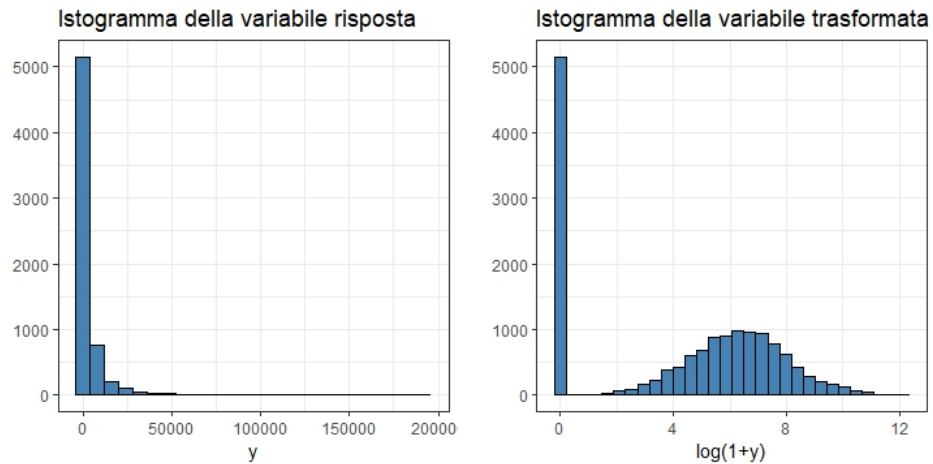 Istogramma della variabile risposta
5000
4000
3000
2000
1000
0
0 50000 100000 150000 20000
y
Istogramma della variabile trasformata
5000
4000
3000
2000
1000
0
0 4 8 12
log(1+y)